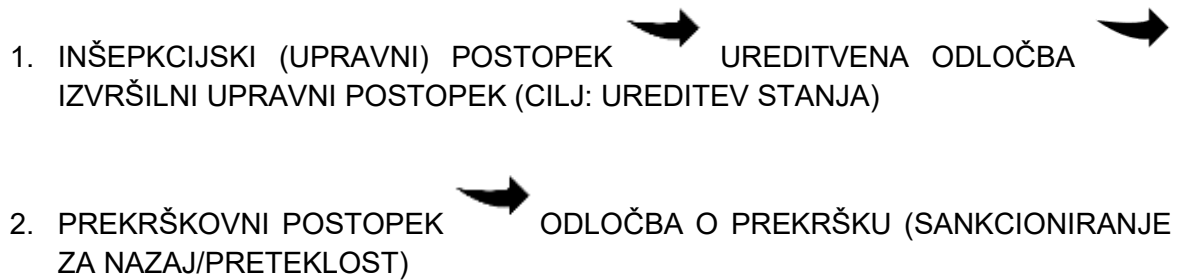 1. INŠEPKCIJSKI (UPRAVNI) POSTOPEK UREDITVENA ODLOČBA
IZVRŠILNI UPRAVNI POSTOPEK (CILJ: UREDITEV STANJA)
2. PREKRŠKOVNI POSTOPEK ODLOČBA O PREKRŠKU (SANKCIONIRANJE
ZA NAZAJ/PRETEKLOST)